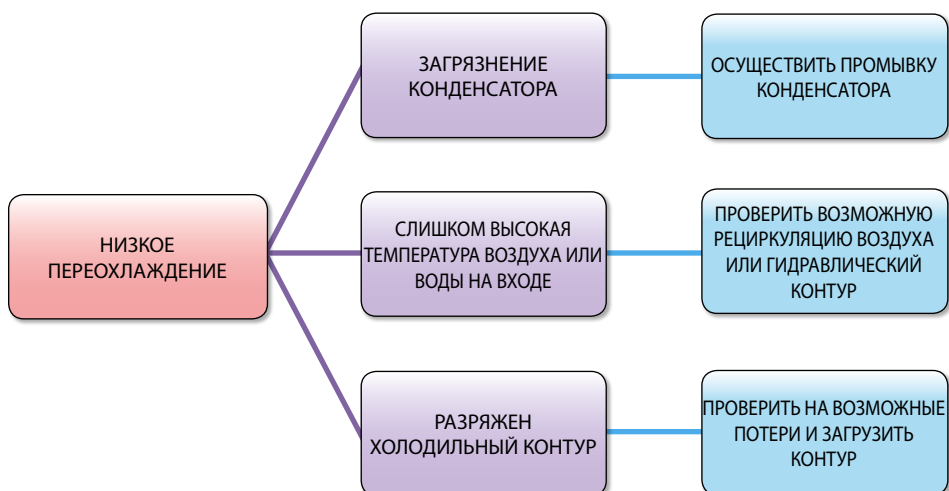 НИЗКОЕ
ПЕРЕОХЛАЖДЕНИЕ
ЗАГРЯЗНЕНИЕ
КОНДЕНСАТОРА
ОСУЩЕСТВИТЬ ПРОМЫВКУ
КОНДЕНСАТОРА
СЛИШКОМ ВЫСОКАЯ
ТЕМПЕРАТУРА ВОЗДУХА ИЛИ
ВОДЫ НА ВХОДЕ
ПРОВЕРИТЬ ВОЗМОЖНУЮ
РЕЦИРКУЛЯЦИЮ ВОЗДУХА
ИЛИ ГИДРАВЛИЧЕСКИЙ
КОНТУР
РАЗРЯЖЕН
ХОЛОДИЛЬНЫЙ КОНТУР
ПРОВЕРИТЬ НА ВОЗМОЖНЫЕ
ПОТЕРИ И ЗАГРУЗИТЬ
КОНТУР